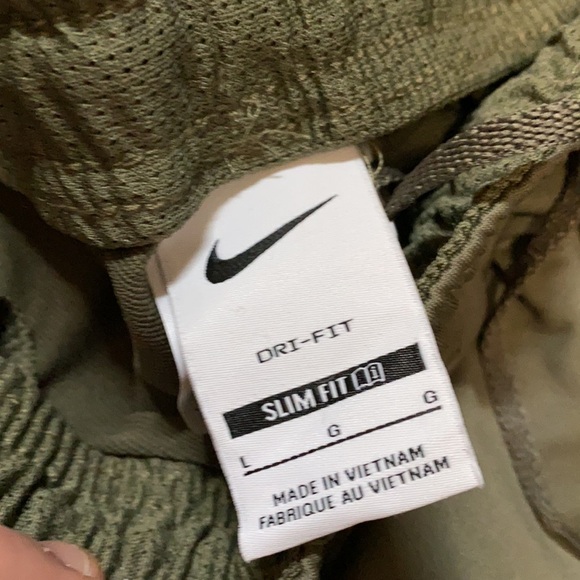 DRI-FIT
SLIM FIT
L G G
MADE IN VIETNAM
FABRIQUE AU VIETNAM